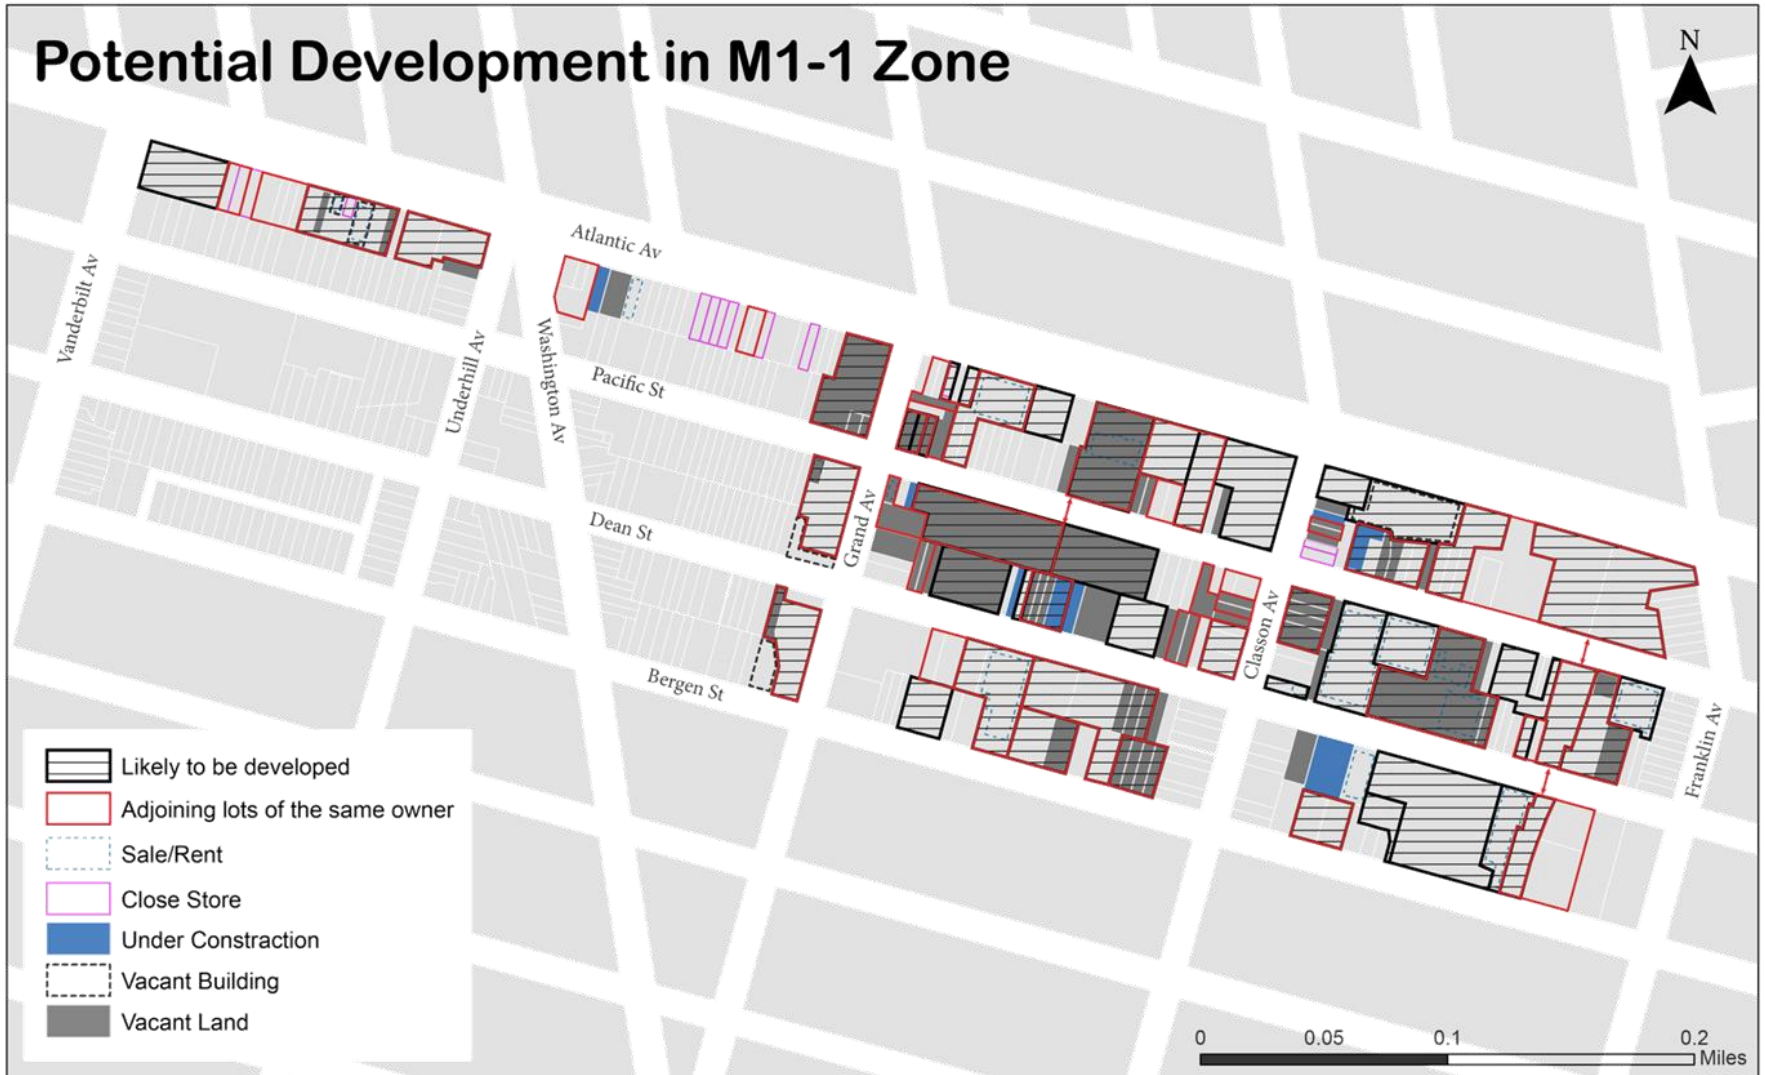 Potential Development in M1-1 Zone
N
Atlantic Av
Vanderbilt Av
Underhill Av
Washington Av
Pacific St
Dean St
Grand Av
Classon Av
Bergen St
Franklin Av
Likely to be developed
Adjoining lots of the same owner
Sale/Rent
Close Store
Under Constraction
Vacant Building
Vacant Land
0 0.05 0.1 0.2
Miles